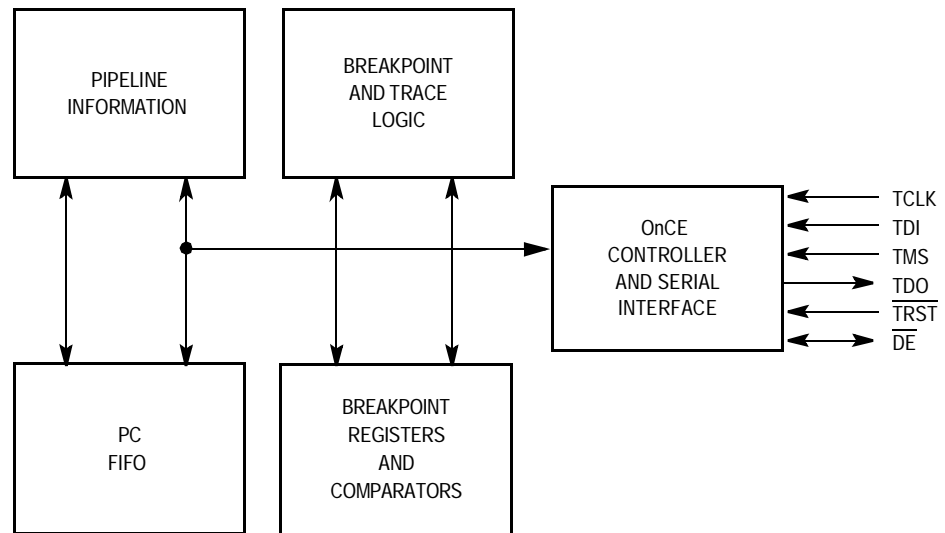 PIPELINE
INFORMATION
BREAKPOINT
AND TRACE
LOGIC
OnCE
CONTROLLER
AND SERIAL
INTERFACE
TCLK
TDI
TMS
TDO
TRST
DE
PC
FIFO
BREAKPOINT
REGISTERS
AND
COMPARATORS